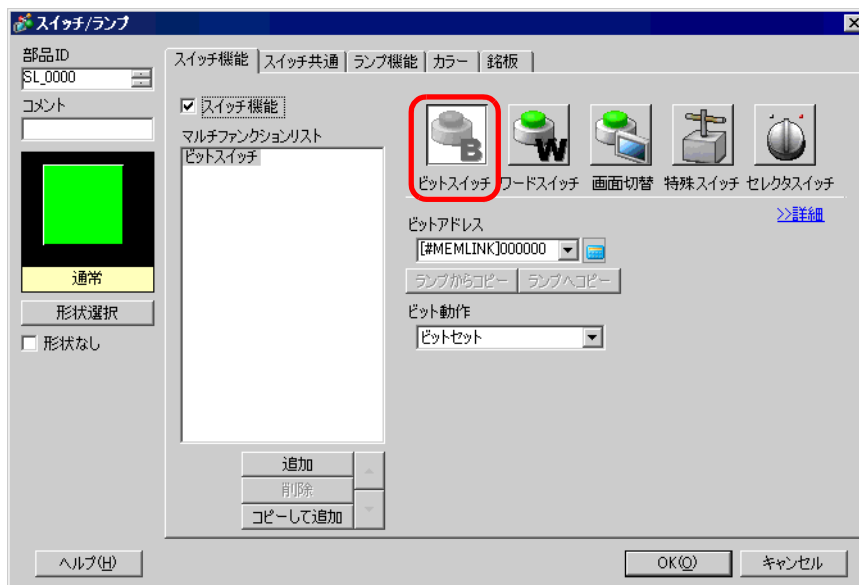 スイッチ/ランプ
部品ID
SL_0000
コメント
通常
形状選択
形状なし
スイッチ機能
スイッチ共通
ランプ機能
カラー
銘板
スイッチ機能
マルチファンクションリスト
ビットスイッチ
追加
削除
コピーして追加
B
W
ビットスイッチ
ワードスイッチ
画面切替
特殊スイッチ
セレクタスイッチ
>>詳細
ビットアドレス
[#MEMLINK]000000
ランプからコピー
ランプへコピー
ビット動作
ビットセット
ヘルプ(H)
OK(O)
キャンセル